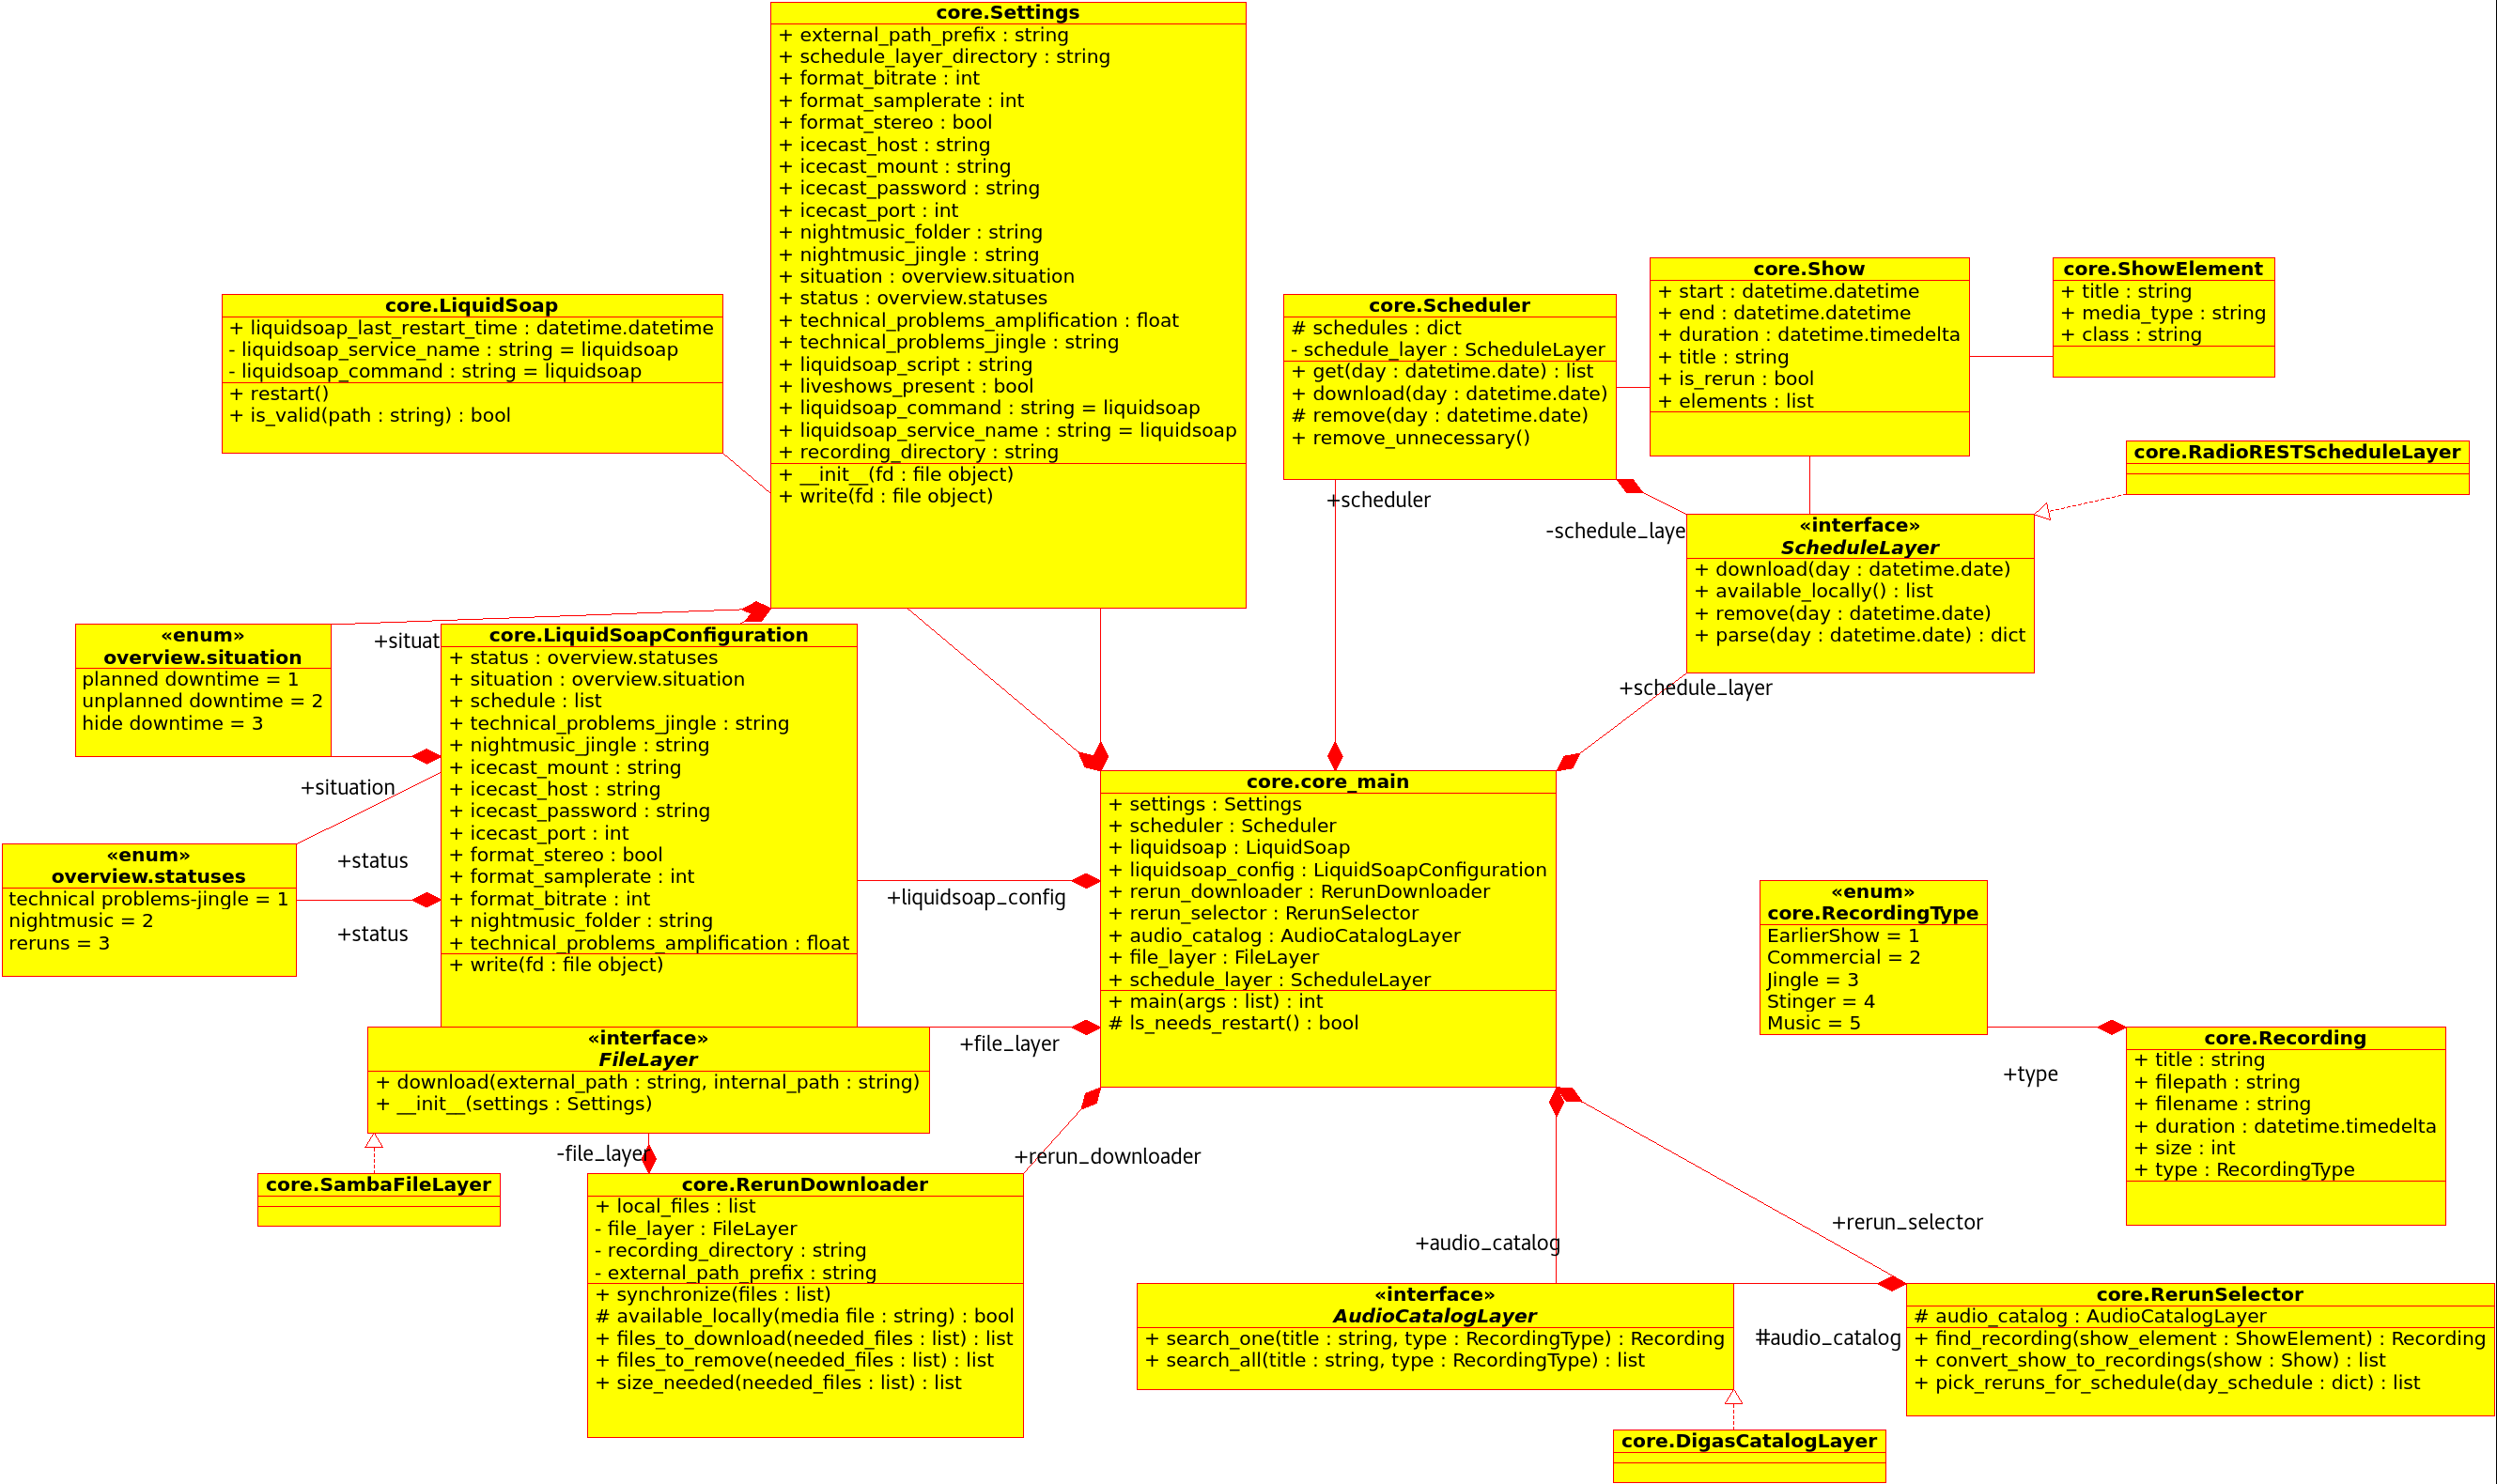 core.Settings
+ external_path_prefix : string
+ schedule_layer_directory : string
+ format_bitrate : int
+ format_samplerate : int
+ format_stereo : bool
+ icecast_host : string
+ icecast_mount : string
+ icecast_password : string
+ icecast_port : int
+ nightmusic_folder : string
+ nightmusic_jingle : string
+ situation : overview.situation
+ status : overview.statuses
+ technical_problems_amplification : float
+ technical_problems_jingle : string
+ liquidsoap_script : string
+ liveshows_present : bool
+ liquidsoap_command : string = liquidsoap
+ liquidsoap_service_name : string = liquidsoap
+ recording_directory : string
+ __init__(fd : file object)
+ write(fd : file object)
core.LiquidSoap
+ liquidsoap_last_restart_time : datetime.datetime
- liquidsoap_service_name : string = liquidsoap
- liquidsoap_command : string = liquidsoap
+ restart()
+ is_valid(path : string) : bool
core.Scheduler
# schedules : dict
- schedule_layer : ScheduleLayer
+ get(day : datetime.date) : list
+ download(day : datetime.date)
# remove(day : datetime.date)
+ remove_unnecessary()
core.Show
+ start : datetime.datetime
+ end : datetime.datetime
+ duration : datetime.timedelta
+ title : string
+ is_rerun : bool
+ elements : list
core.ShowElement
+ title : string
+ media_type : string
+ class : string
core.RadioRESTScheduleLayer
+scheduler
-schedule_laye
«interface»
ScheduleLayer
+ download(day : datetime.date)
+ available_locally() : list
+ remove(day : datetime.date)
+ parse(day : datetime.date) : dict
+schedule_layer
«enum»
overview.situation
planned downtime = 1
unplanned downtime = 2
hide downtime = 3
+situat
+situation
«enum»
overview.statuses
technical problems-jingle = 1
nightmusic = 2
reruns = 3
+status
+status
core.LiquidSoapConfiguration
+ status : overview.statuses
+ situation : overview.situation
+ schedule : list
+ technical_problems_jingle : string
+ nightmusic_jingle : string
+ icecast_mount : string
+ icecast_host : string
+ icecast_password : string
+ icecast_port : int
+ format_stereo : bool
+ format_samplerate : int
+ format_bitrate : int
+ nightmusic_folder : string
+ technical_problems_amplification : float
+ write(fd : file object)
+liquidsoap_config
core.core_main
+ settings : Settings
+ scheduler : Scheduler
+ liquidsoap : LiquidSoap
+ liquidsoap_config : LiquidSoapConfiguration
+ rerun_downloader : RerunDownloader
+ rerun_selector : RerunSelector
+ audio_catalog : AudioCatalogLayer
+ file_layer : FileLayer
+ schedule_layer : ScheduleLayer
+ main(args : list) : int
# ls_needs_restart() : bool
«enum»
core.RecordingType
EarlierShow = 1
Commercial = 2
Jingle = 3
Stinger = 4
Music = 5
+type
core.Recording
+ title : string
+ filepath : string
+ filename : string
+ duration : datetime.timedelta
+ size : int
+ type : RecordingType
«interface»
FileLayer
+ download(external_path : string, internal_path : string)
+ __init__(settings : Settings)
+file_layer
-file_layer
+rerun_downloader
core.SambaFileLayer
core.RerunDownloader
+ local_files : list
- file_layer : FileLayer
- recording_directory : string
- external_path_prefix : string
+ synchronize(files : list)
# available_locally(media file : string) : bool
+ files_to_download(needed_files : list) : list
+ files_to_remove(needed_files : list) : list
+ size_needed(needed_files : list) : list
+audio_catalog
+rerun_selector
«interface»
AudioCatalogLayer
+ search_one(title : string, type : RecordingType) : Recording
+ search_all(title : string, type : RecordingType) : list
#audio_catalog
core.RerunSelector
# audio_catalog : AudioCatalogLayer
+ find_recording(show_element : ShowElement) : Recording
+ convert_show_to_recordings(show : Show) : list
+ pick_reruns_for_schedule(day_schedule : dict) : list
core.DigasCatalogLayer